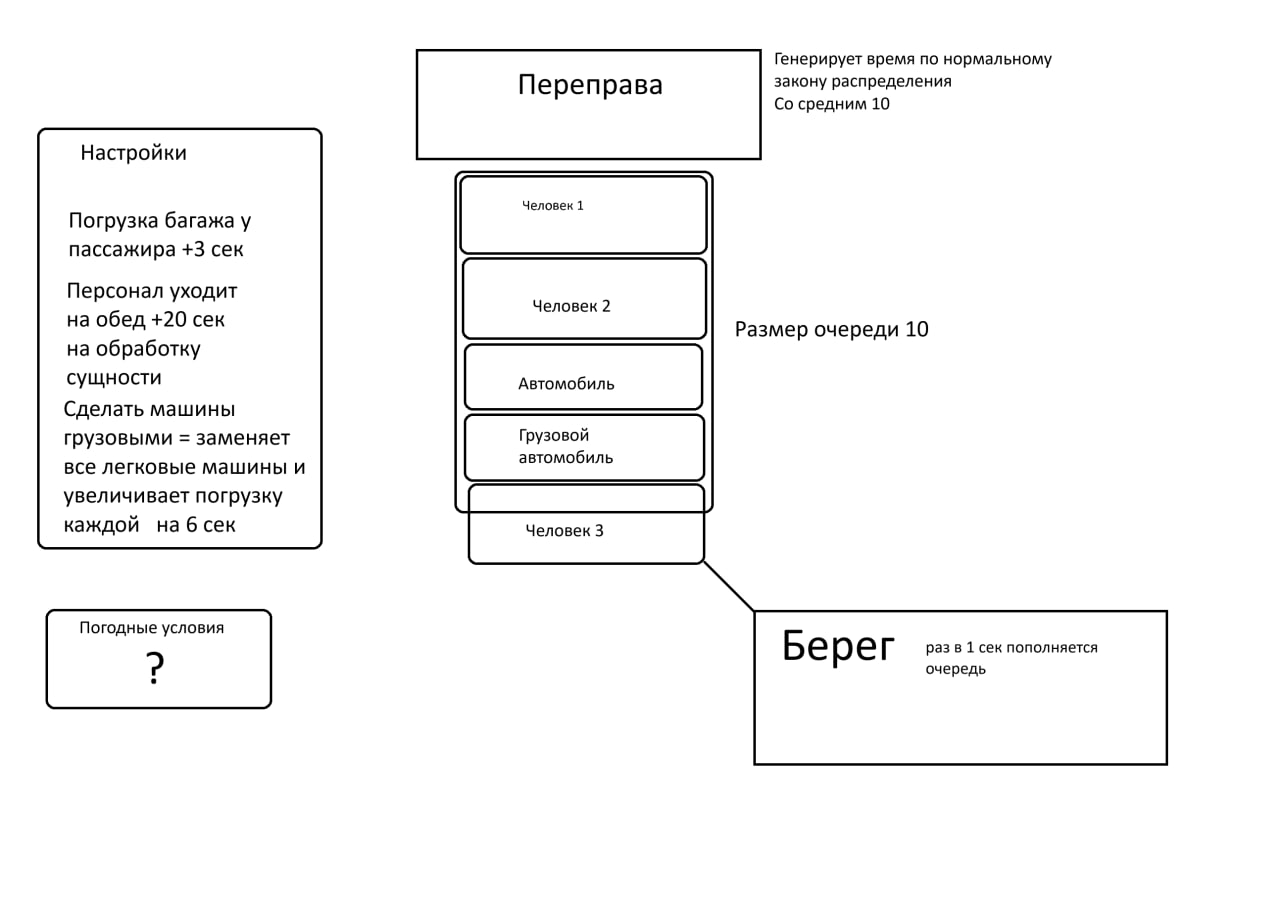 Переправа
Генерирует время по нормальному
закону распределения
Со средним 10
Настройки
Погрузка багажа у
пассажира +3 сек
Персонал уходит
на обед +20 сек
на обработку
сущности
Сделать машины
грузовыми = заменяет
все легковые машины и
увеличивает погрузку
каждой на 6 сек
Человек 1
Человек 2
Автомобиль
Грузовой
автомобиль
Человек 3
Размер очереди 10
Погодные условия
?
Берег
раз в 1 сек пополняется
очередь